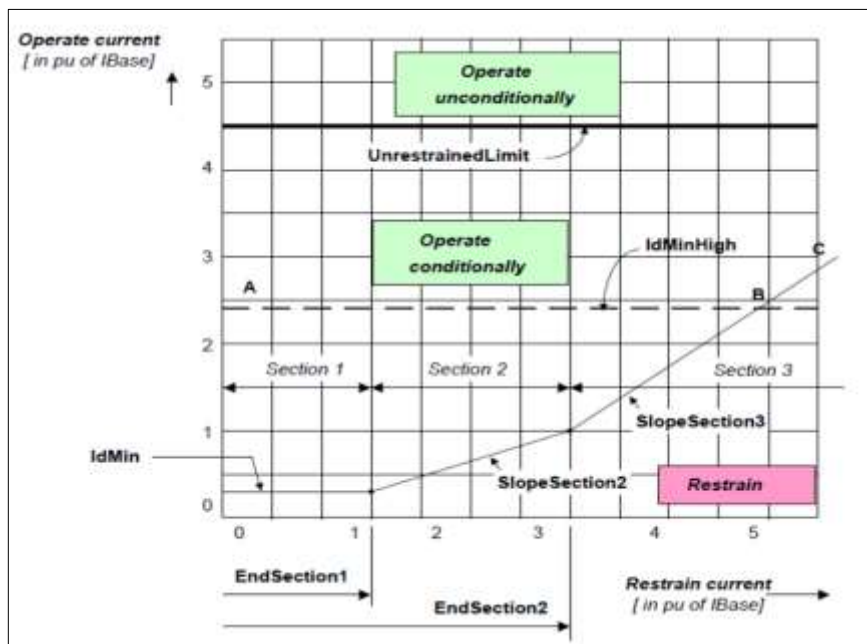 Operate current
[ in pu of IBase]
Operate
unconditionally
5
UnrestrainedLimit
4
Operate
conditionally
3
IdMinHigh
C
A
B
2
Section 1
Section 2
Section 3
SlopeSection3
1
IdMin
SlopeSection2
Restrain
0
0
1
2
3
4
5
EndSection1
EndSection2
Restrain current
[ in pu of IBase]